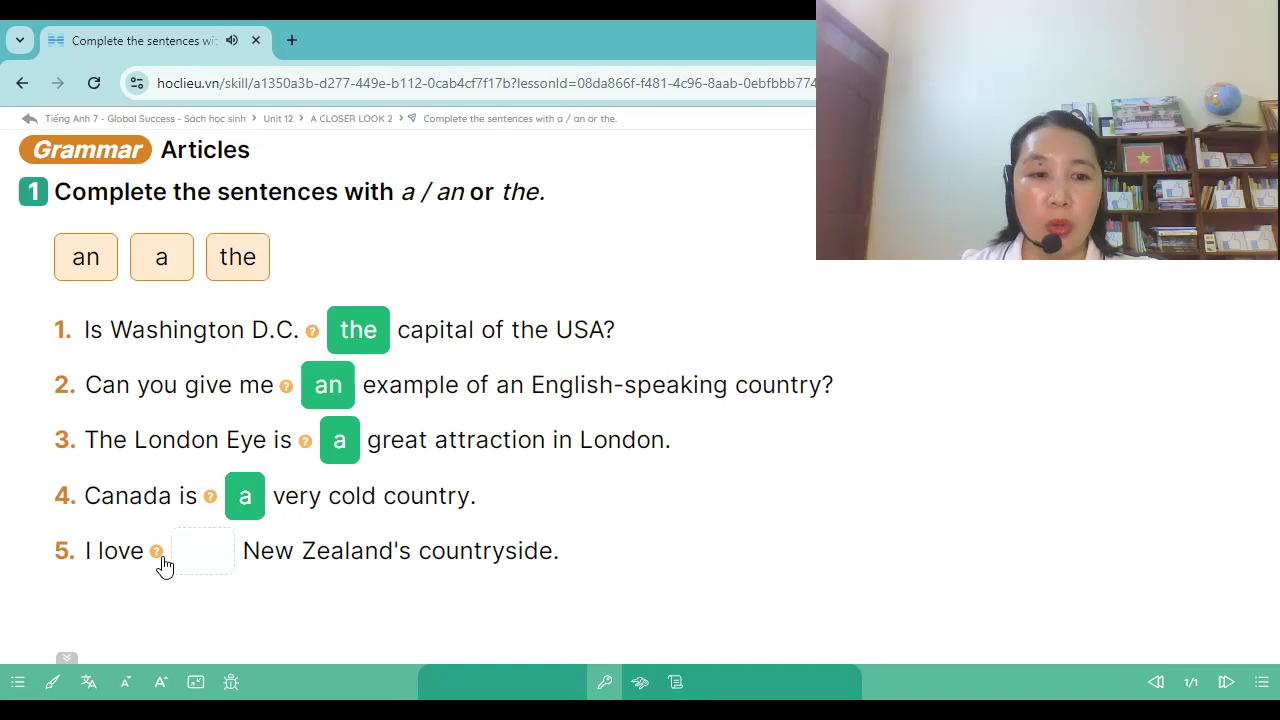 Complete the sentences wi
hoclieu.vn/skill/a1350a3b-d277-449e-b112-0cab4cf7f17b?lessonId=08da866f-f481-4c96-8aab-0ebfbbb774
Tiếng Anh 7 - Global Success - Sách học sinh > Unit 12 > A CLOSER LOOK 2 > Complete the sentences with a / an or the.
Grammar Articles
1 Complete the sentences with a / an or the.
an a the
1. Is Washington D.C. ? the capital of the USA?
2. Can you give me ? an example of an English-speaking country?
3. The London Eye is ? a great attraction in London.
4. Canada is ? a very cold country.
5. I love ? New Zealand's countryside.
1/1